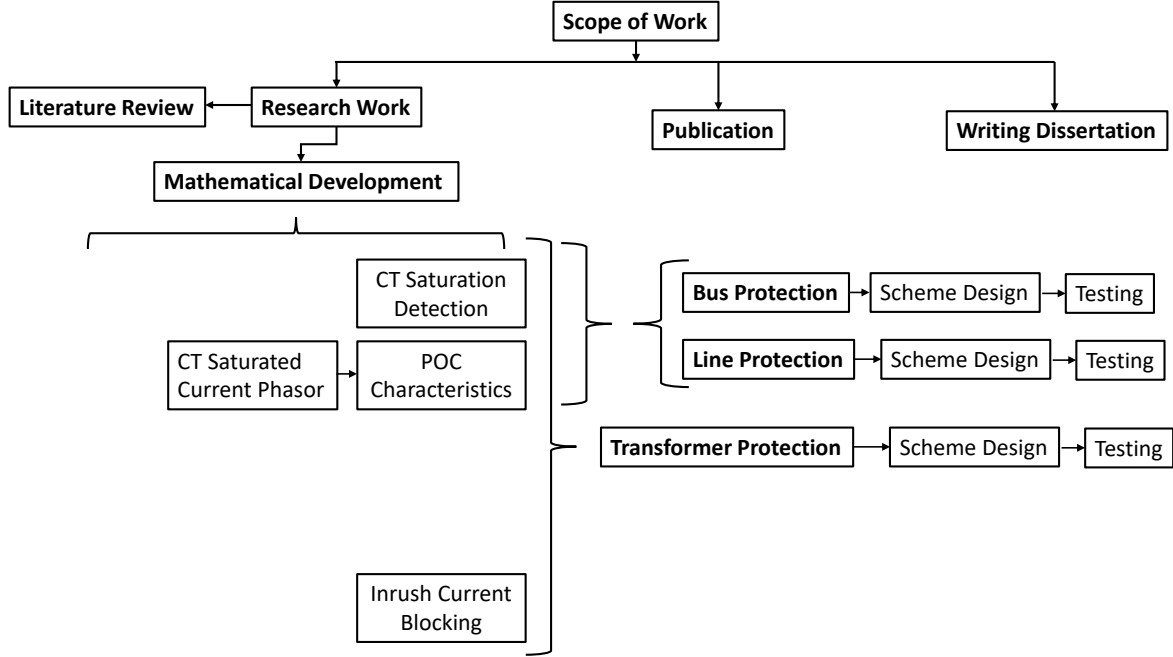 Scope of Work
Literature Review
Research Work
Publication
Writing Dissertation
Mathematical Development
CT Saturation
Detection
Bus Protection
Scheme Design
Testing
CT Saturated
Current Phasor
POC
Characteristics
Line Protection
Scheme Design
Testing
Transformer Protection
Scheme Design
Testing
Inrush Current
Blocking